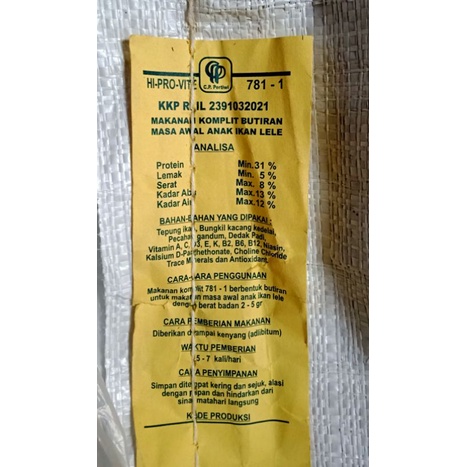 C.P. Pertiwi
HI-PRO-VITE 781 - 1
KKP RI IL 2391032021
MAKANAN KOMPLIT BUTIRAN
MASA AWAL ANAK IKAN LELE
ANALISA
Protein Min. 31 %
Lemak Min. 5 %
Serat Max. 8 %
Kadar Abu Max. 13 %
Kadar Air Max. 12 %
BAHAN-BAHAN YANG DIPAKAI :
Tepung ikan, Bungkil kacang kedelai,
Pecahan gandum, Dedak Padi,
Vitamin A, C, D3, E, K, B2, B6, B12, Niasin,
Kalsium D-Panthethonate, Choline Chloride
Trace Minerals dan Antioxidant.
CARA-CARA PENGGUNAAN
Makanan komplit 781 - 1 berbentuk butiran
untuk makanan masa awal anak ikan lele
dengan berat badan 2 - 5 gr
CARA PEMBERIAN MAKANAN
Diberikan sampai kenyang (adlibitum)
WAKTU PEMBERIAN
5 - 7 kali/hari
CARA PENYIMPANAN
Simpan ditempat kering dan sejuk, alasi
dengan papan dan hindarkan dari
sinar matahari langsung
KODE PRODUKSI